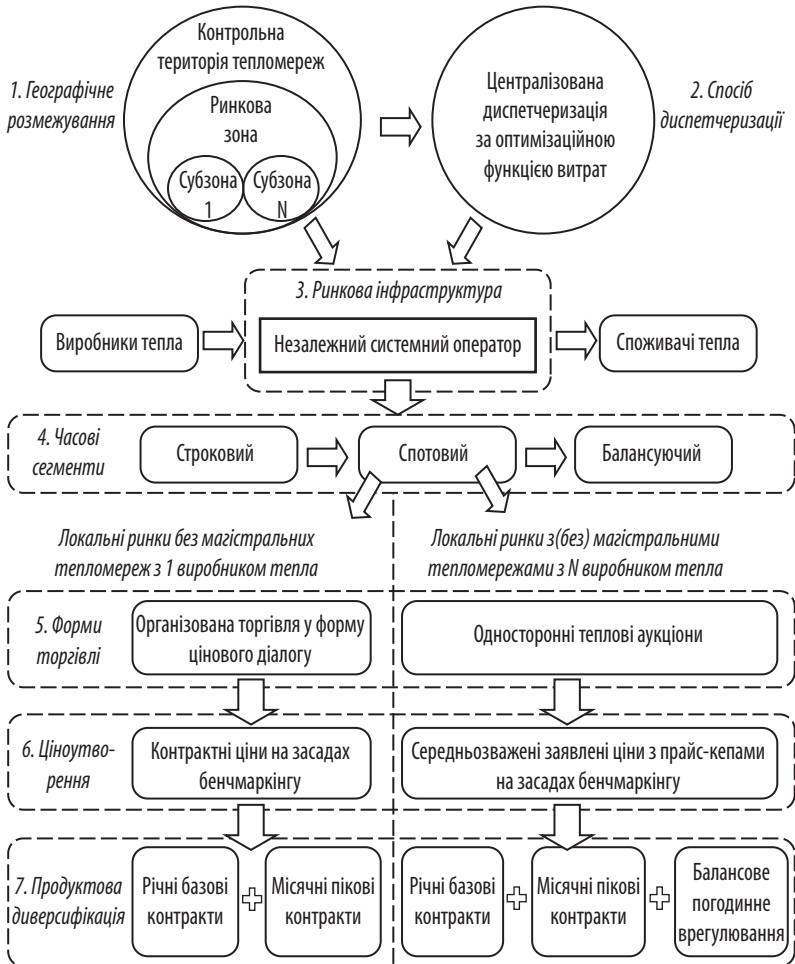 Контрольна
територія тепломереж
1. Географічне
розмежування
Ринкова
зона
Субзона
1
Субзона
N
Централізована
диспетчеризація
за оптимізаційною
функцією витрат
2. Спосіб
диспетчеризації
3. Ринкова інфраструктура
Виробники тепла
Незалежний системний оператор
Споживачі тепла
4. Часові
сегменти
Строковий
Спотовий
Балансуючий
Локальні ринки без магістральних
тепломереж з 1 виробником тепла
Локальні ринки з(без) магістральними
тепломережами з N виробником тепла
5. Форми
торгівлі
Організована торгівля у форму
цінового діалогу
Односторонні теплові аукціони
6. Ціноутво-
рення
Контрактні ціни на засадах
бенчмаркінгу
Середньозважені заявлені ціни з прайс-кепами
на засадах бенчмаркінгу
7. Продуктова
диверсифікація
Річні базові
контракти
Місячні пікові
контракти
Річні базові
контракти
Місячні пікові
контракти
Балансове
погодинне
врегулювання